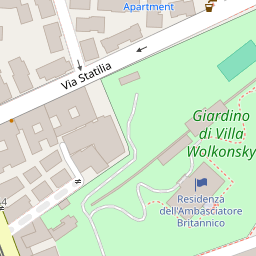 Apartment
Via Statilia
Giardino
di Villa
Wolkonsky
Residenza
dell'Ambasciatore
Britannico